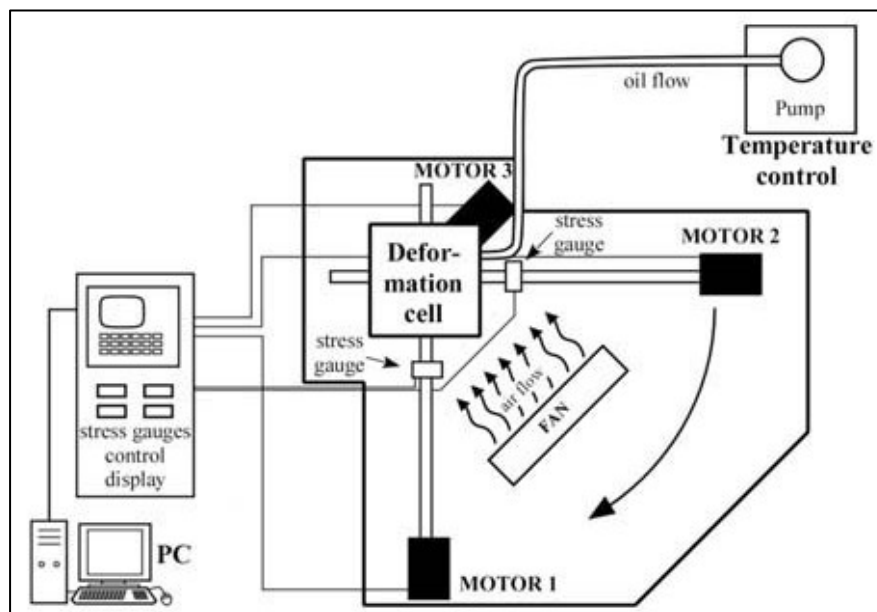 oil flow
Pump
Temperature
control
MOTOR 3
stress
gauge
MOTOR 2
Defor-
mation
cell
stress
gauge
air flow
FAN
stress gauges
control
display
PC
MOTOR 1